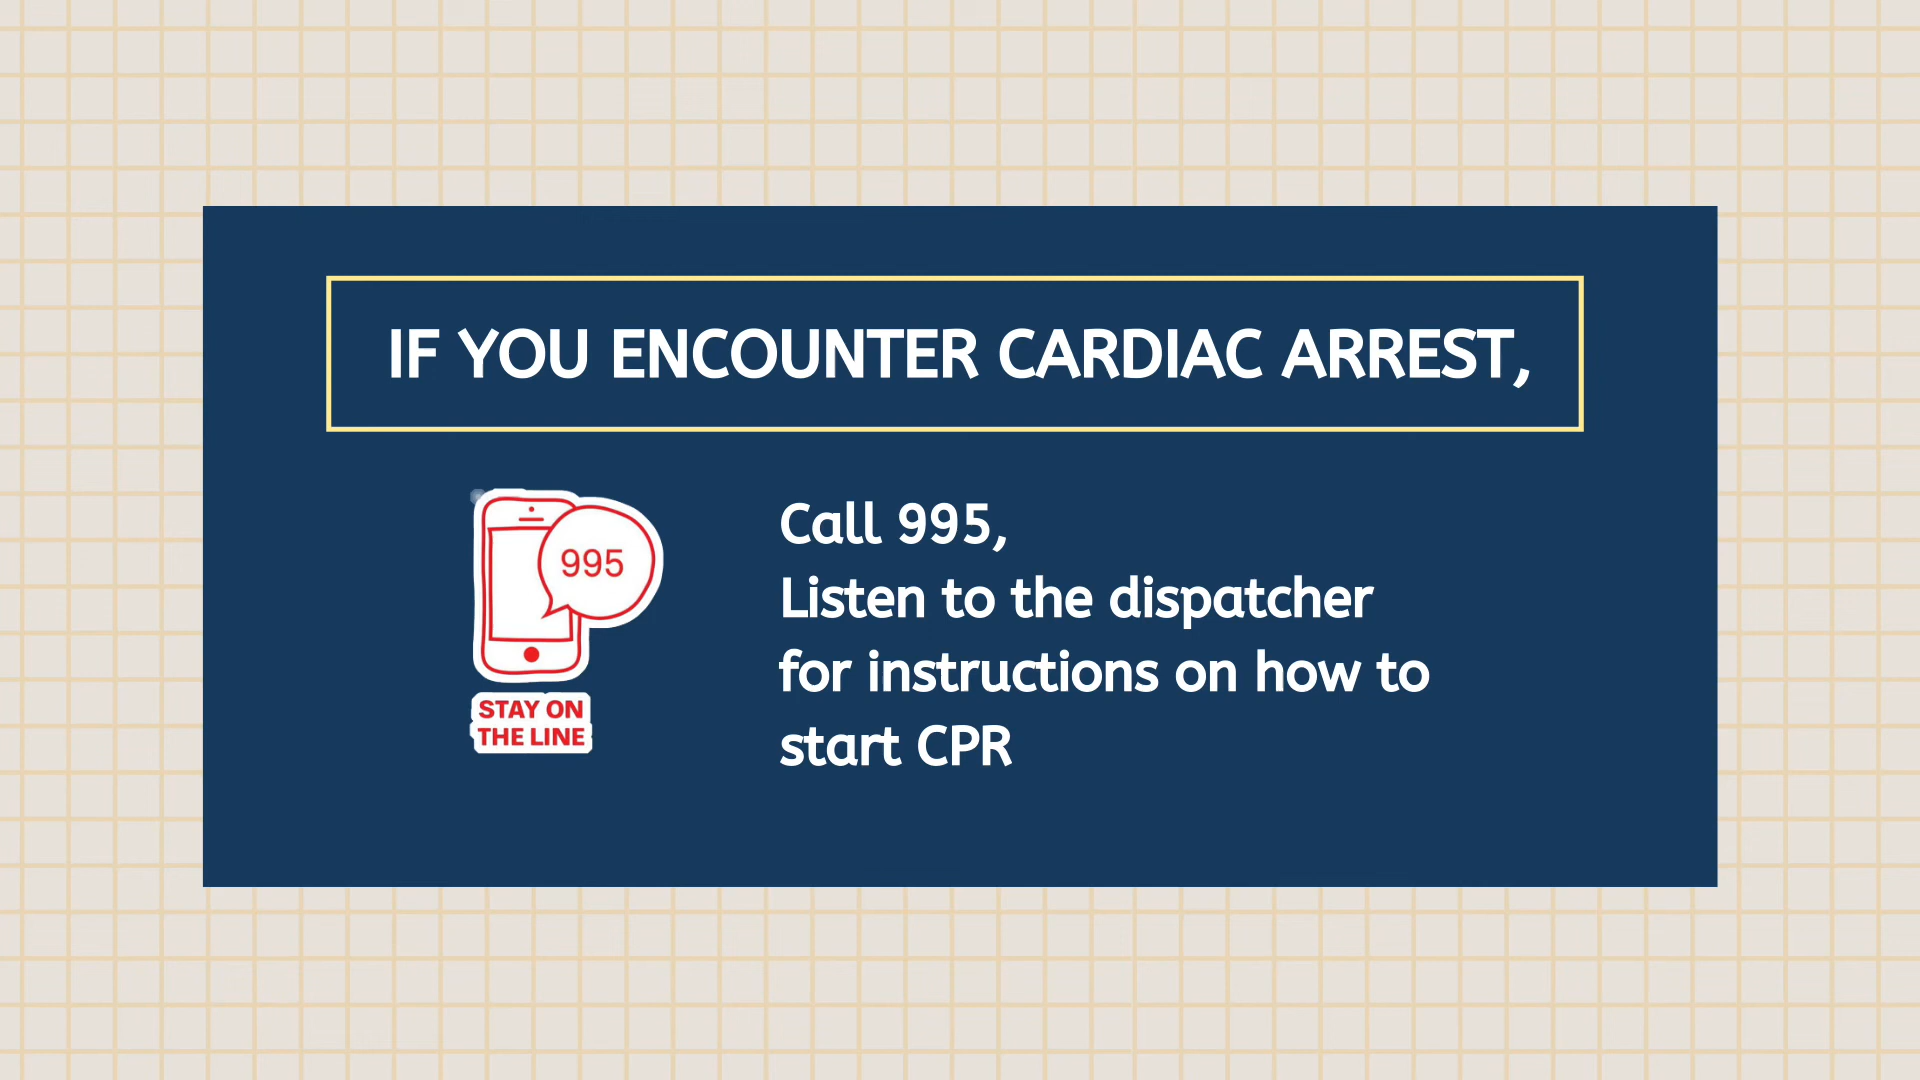 IF YOU ENCOUNTER CARDIAC ARREST,
995
STAY ON
THE LINE
Call 995,
Listen to the dispatcher
for instructions on how to
start CPR